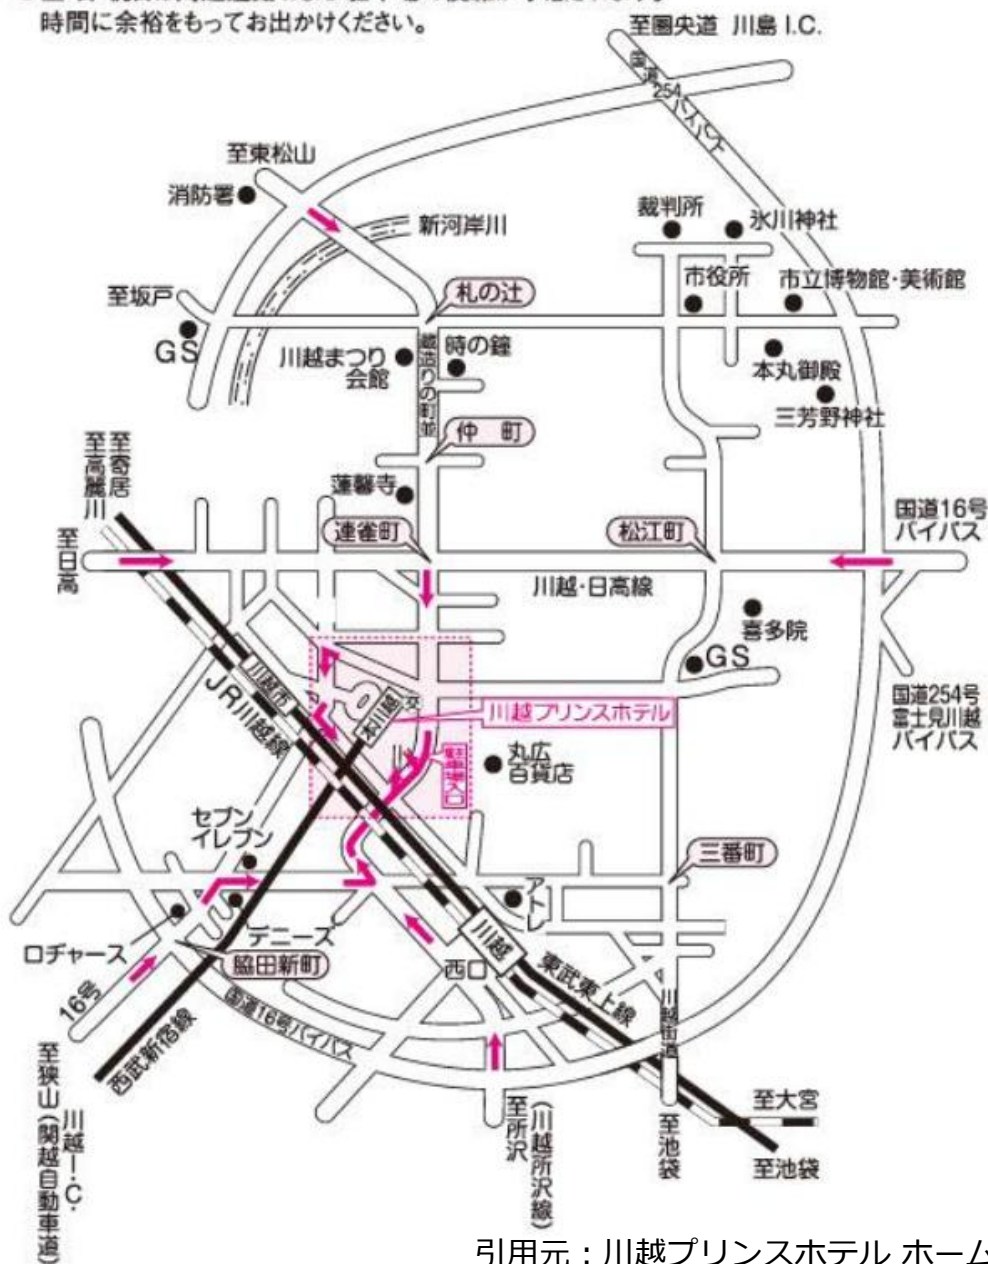 時間に余裕をもってお出かけください。
至圏央道 川島 I.C.
国道254バイパス
至東松山
消防署
新河岸川
裁判所
氷川神社
至坂戸
札の辻
市役所
市立博物館・美術館
GS
川越まつり
会館
蔵造りの町並
時の鐘
本丸御殿
三芳野神社
仲 町
至寄居
至高麗川
蓮馨寺
至日高
連雀町
松江町
国道16号
バイパス
川越・日高線
喜多院
GS
川越市
JR川越線
本川越
交
川越プリンスホテル
国道254号
富士見川越
バイパス
駐車場入口
丸広
百貨店
セブン
イレブン
三番町
アトレ
ロヂャース
デニーズ
脇田新町
川越
西口
東武東上線
16号
国道16号バイパス
川越街道
西武新宿線
至狭山(関越自動車道)
川越I.C.
至所沢
(川越所沢線)
至池袋
至大宮
至池袋
引用元：川越プリンスホテル ホーム